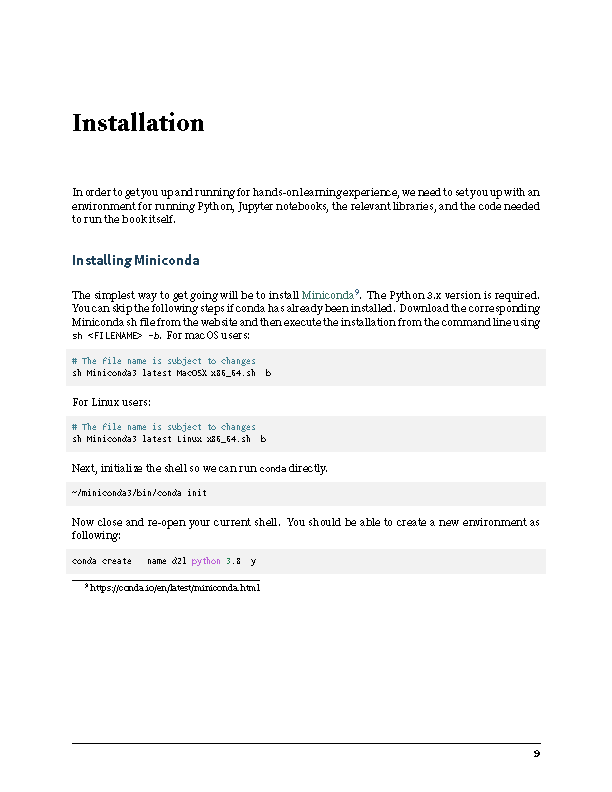 Installation
In order to get you up and running for hands-on learning experience, we need to set you up with an
environment for running Python, Jupyter notebooks, the relevant libraries, and the code needed
to run the book itself.
Installing Miniconda
The simplest way to get going will be to install Miniconda⁹. The Python 3.x version is required.
You can skip the following steps if conda has already been installed. Download the corresponding
Miniconda sh file from the website and then execute the installation from the command line using
sh <FILENAME> -b. For macOS users:
# The file name is subject to changes
sh Miniconda3 latest MacOSX x86_64.sh b
For Linux users:
# The file name is subject to changes
sh Miniconda3 latest Linux x86_64.sh b
Next, initialize the shell so we can run conda directly.
~/miniconda3/bin/conda init
Now close and re-open your current shell. You should be able to create a new environment as
following:
conda create name d2l python 3.8 y
⁹ https://conda.io/en/latest/miniconda.html
9